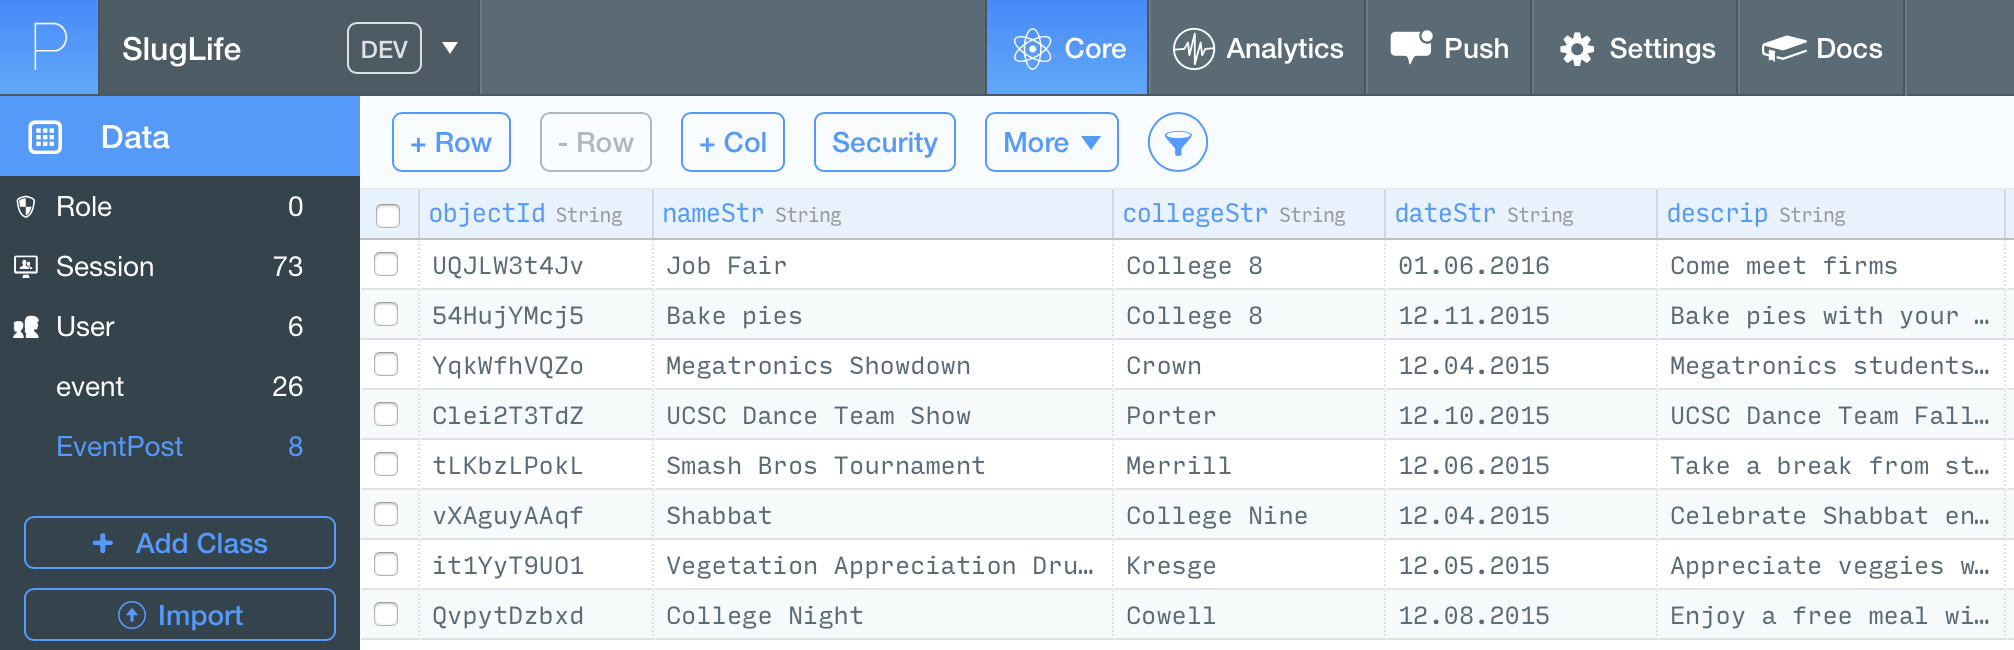 P SlugLife DEV Core Analytics Push Settings Docs
Data
+ Row - Row + Col Security More
Role 0
Session 73
User 6
event 26
EventPost 8
+ Add Class
Import
objectId String nameStr String collegeStr String dateStr String descrip String
UQJLW3t4Jv Job Fair College 8 01.06.2016 Come meet firms
54HujYMcj5 Bake pies College 8 12.11.2015 Bake pies with your …
YqkWfhVQZo Megatronics Showdown Crown 12.04.2015 Megatronics students…
Clei2T3TdZ UCSC Dance Team Show Porter 12.10.2015 UCSC Dance Team Fall…
tLKbzLPokL Smash Bros Tournament Merrill 12.06.2015 Take a break from st…
vXAguyAAqf Shabbat College Nine 12.04.2015 Celebrate Shabbat en…
it1YyT9UO1 Vegetation Appreciation Dru… Kresge 12.05.2015 Appreciate veggies w…
QvpytDzbxd College Night Cowell 12.08.2015 Enjoy a free meal wi…